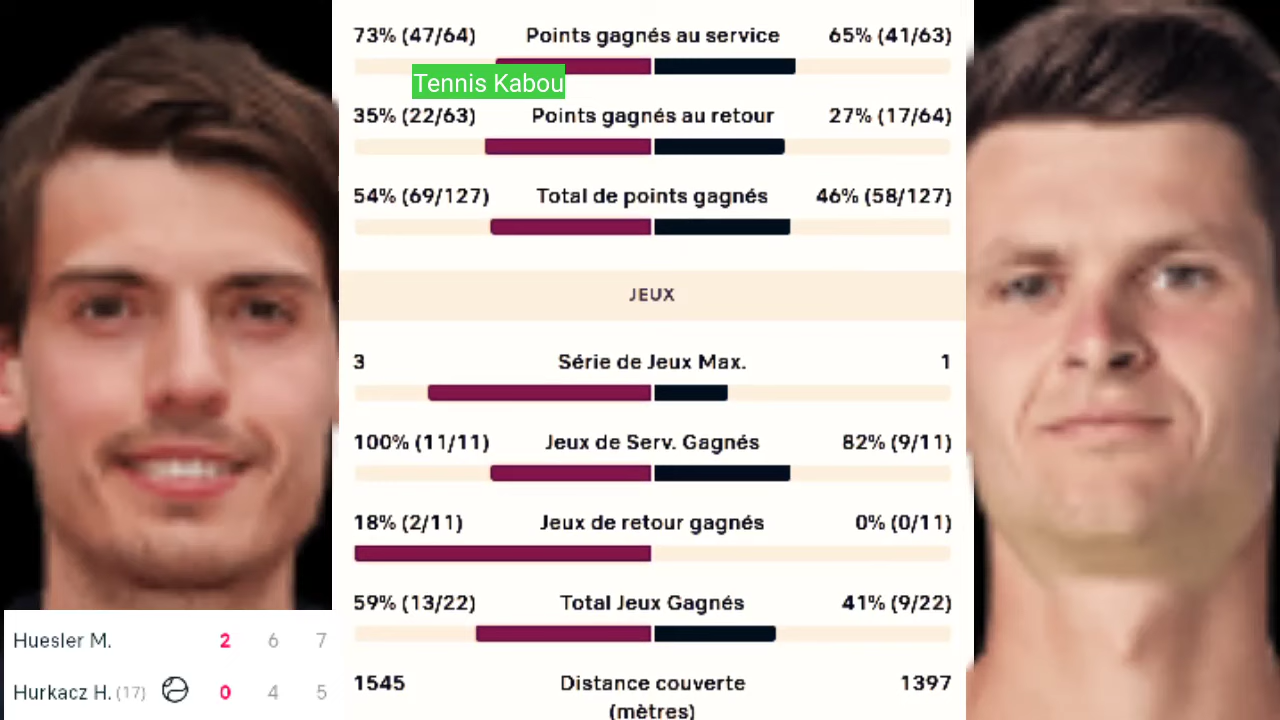 73% (47/64) Points gagnés au service 65% (41/63)
Tennis Kabou
35% (22/63) Points gagnés au retour 27% (17/64)
54% (69/127) Total de points gagnés 46% (58/127)
JEUX
3 Série de Jeux Max. 1
100% (11/11) Jeux de Serv. Gagnés 82% (9/11)
18% (2/11) Jeux de retour gagnés 0% (0/11)
59% (13/22) Total Jeux Gagnés 41% (9/22)
1545 Distance couverte 1397
(mètres)
Huesler M. 2 6 7
Hurkacz H. (17) 0 4 5